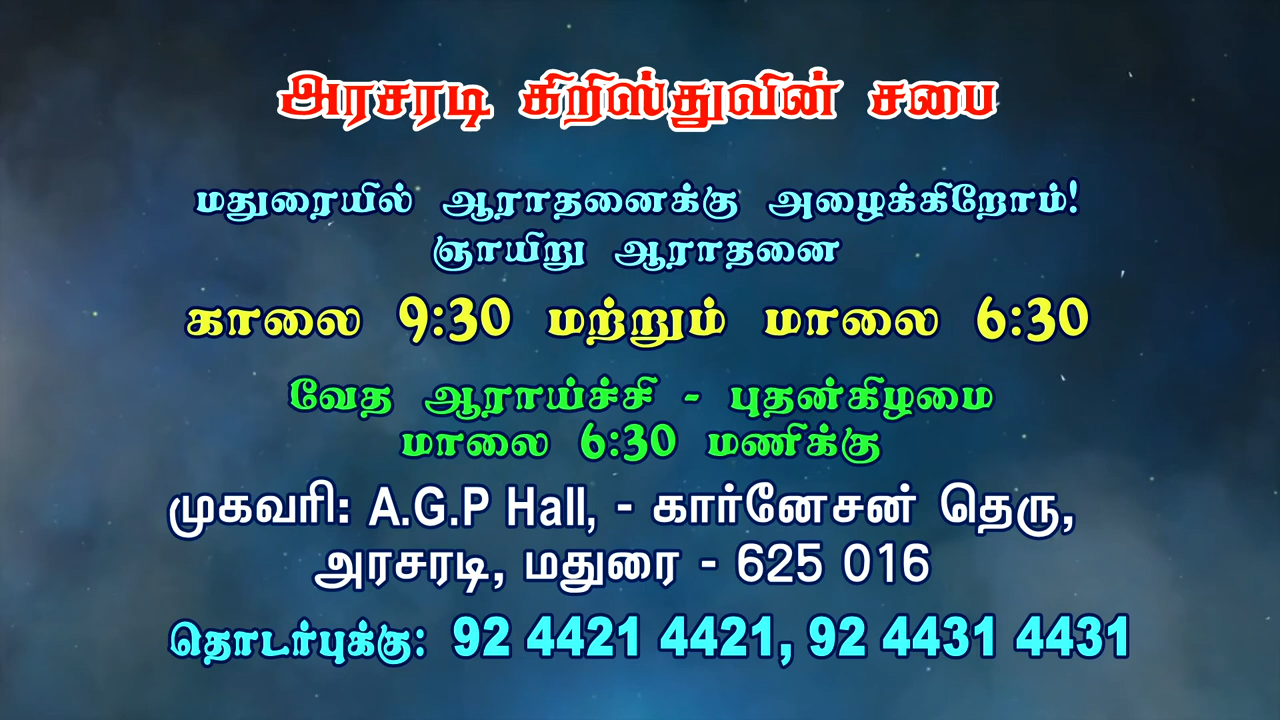 அரசரடி கிறிஸ்துவின் சபை
மதுரையில் ஆராதனைக்கு அழைக்கிறோம்!
ஞாயிறு ஆராதனை
காலை 9:30 மற்றும் மாலை 6:30
வேத ஆராய்ச்சி - புதன்கிழமை
மாலை 6:30 மணிக்கு
முகவரி: A.G.P Hall, - கார்னேசன் தெரு,
அரசரடி, மதுரை - 625 016
தொடர்புக்கு: 92 4421 4421, 92 4431 4431